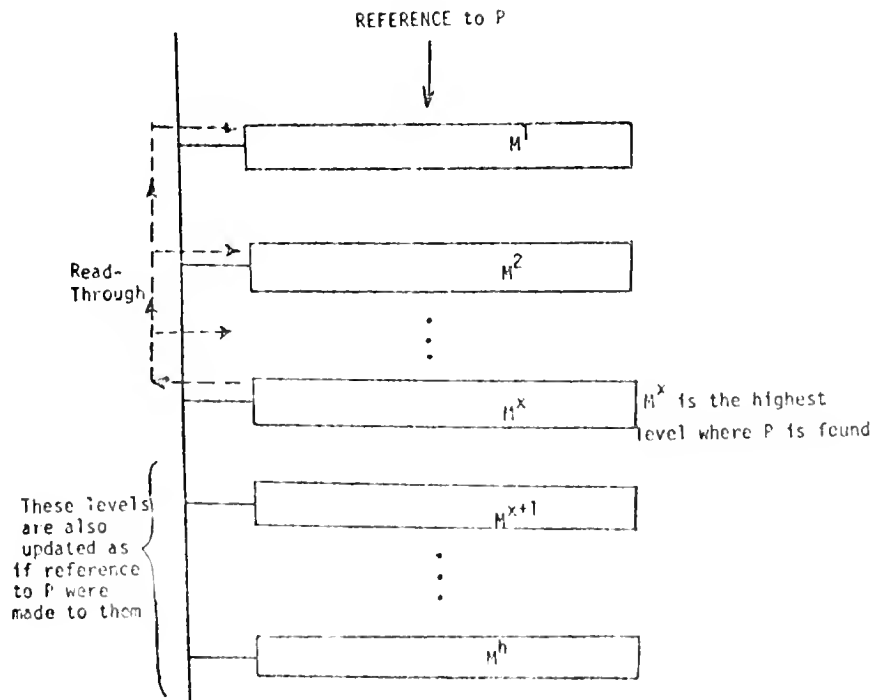 REFERENCE to P
M¹
Read-
Through
M²
Mˣ
Mˣ is the highest
level where P is found
These levels
are also
updated as
if reference
to P were
made to them
Mˣ⁺¹
Mʰ